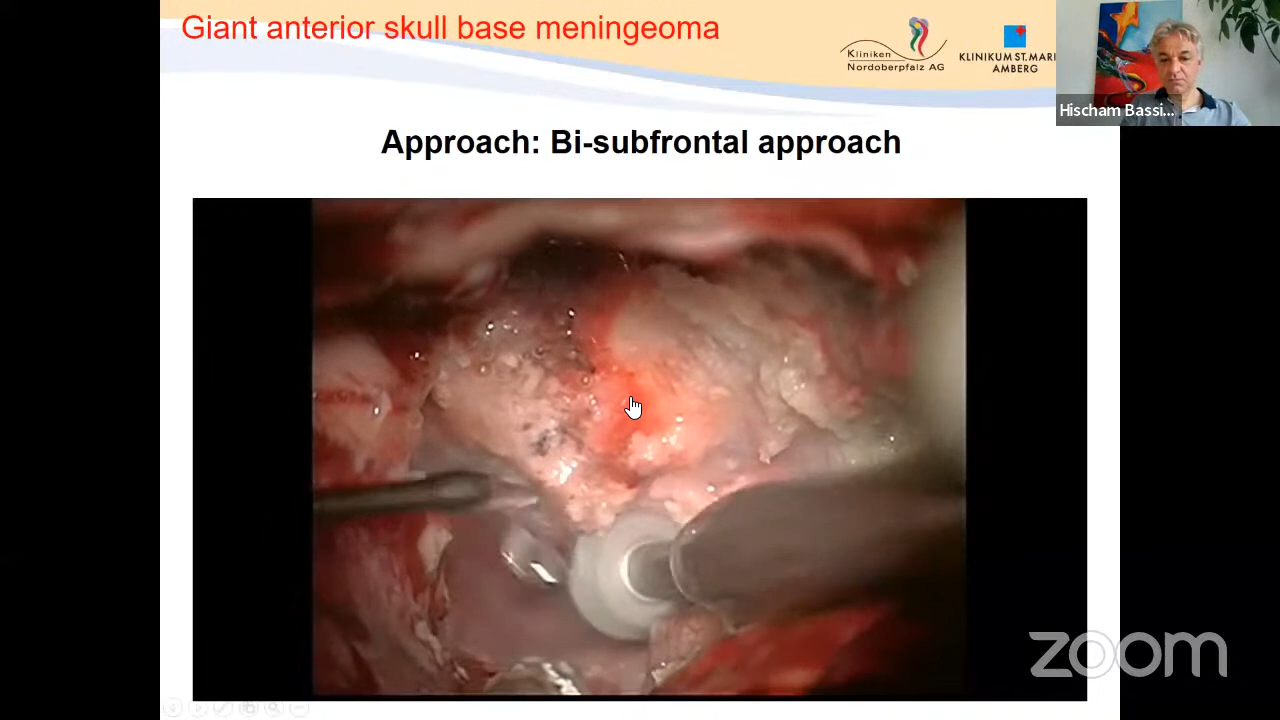 Giant anterior skull base meningeoma
Kliniken
Nordoberpfalz AG
KLINIKUM ST.MARI
AMBERG
Hischam Bassi...
Approach: Bi-subfrontal approach
zoom